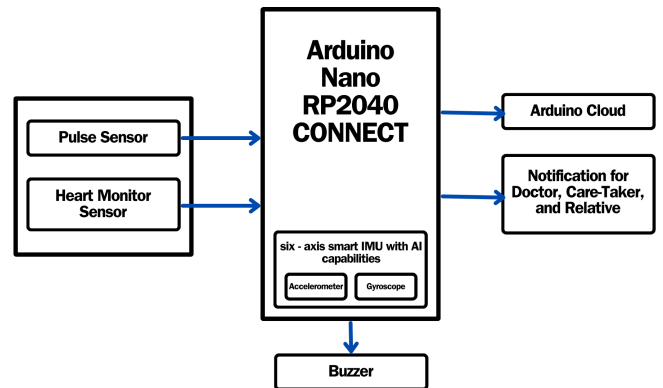 Arduino
Nano
RP2040
CONNECT
Pulse Sensor
Heart Monitor
Sensor
six - axis smart IMU with AI
capabilities
Accelerometer
Gyroscope
Arduino Cloud
Notification for
Doctor, Care-Taker,
and Relative
Buzzer